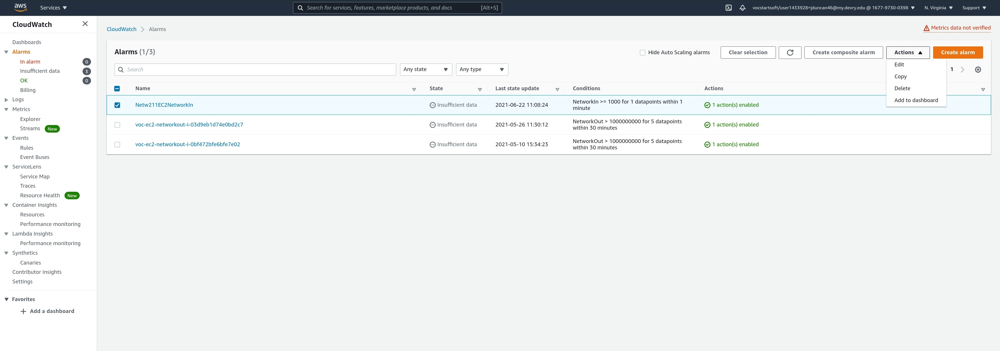 aws Services Search for services, features, marketplace products, and docs [Alt+S] vocstartsoft/user1433928=jduncan46@my.devry.edu @ 1677-9730-0398 N. Virginia Support
CloudWatch
Dashboards
Alarms
In alarm 0
Insufficient data 3
OK 0
Billing
Logs
Metrics
Explorer
Streams New
Events
Rules
Event Buses
ServiceLens
Service Map
Traces
Resource Health New
Container Insights
Resources
Performance monitoring
Lambda Insights
Performance monitoring
Synthetics
Canaries
Contributor Insights
Settings
Favorites
Add a dashboard
CloudWatch Alarms
Metrics data not verified
Alarms (1/3)
Hide Auto Scaling alarms Clear selection Create composite alarm Actions Create alarm
Search Any state Any type 1
Edit
Copy
Delete
Add to dashboard
Name State Last state update Conditions Actions
Netw211EC2NetworkIn Insufficient data 2021-06-22 11:08:24 NetworkIn >= 1000 for 1 datapoints within 1
minute 1 action(s) enabled
voc-ec2-networkout-i-03d9eb1d74e0bd2c7 Insufficient data 2021-05-26 11:30:12 NetworkOut > 1000000000 for 5 datapoints
within 30 minutes 1 action(s) enabled
voc-ec2-networkout-i-0bf472bfe6bfe7e02 Insufficient data 2021-05-10 15:34:23 NetworkOut > 1000000000 for 5 datapoints
within 30 minutes 1 action(s) enabled